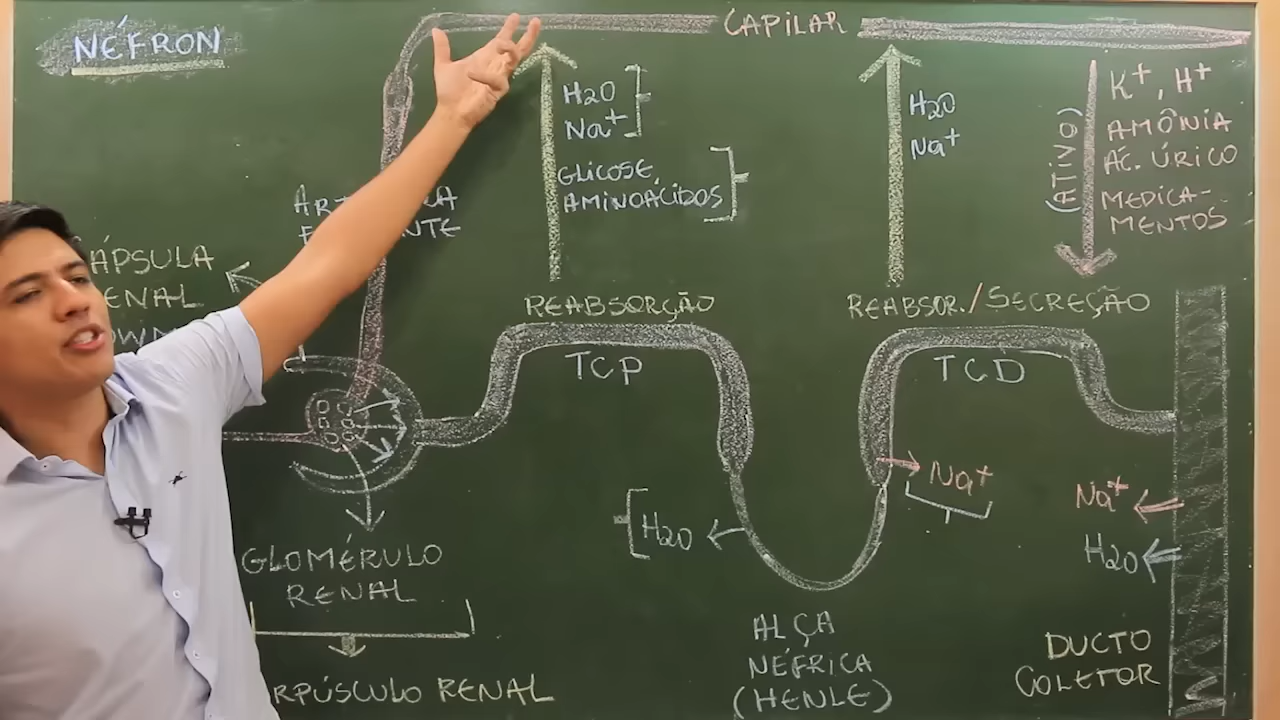 NÉFRON
CAPILAR
H2O
Na+
GLICOSE,
AMINOÁCIDOS
H2O
Na+
(ATIVO)
K+, H+
AMÔNIA
ÁC. ÚRICO
MEDICA-
MENTOS
ÁPSULA
ENAL
REABSORÇÃO
REABSOR./SECREÇÃO
TCP
TCD
Na+
H2O
Na+
H2O
GLOMÉRULO
RENAL
ALÇA
NÉFRICA
(HENLE)
DUCTO
COLETOR
RPÚSCULO RENAL